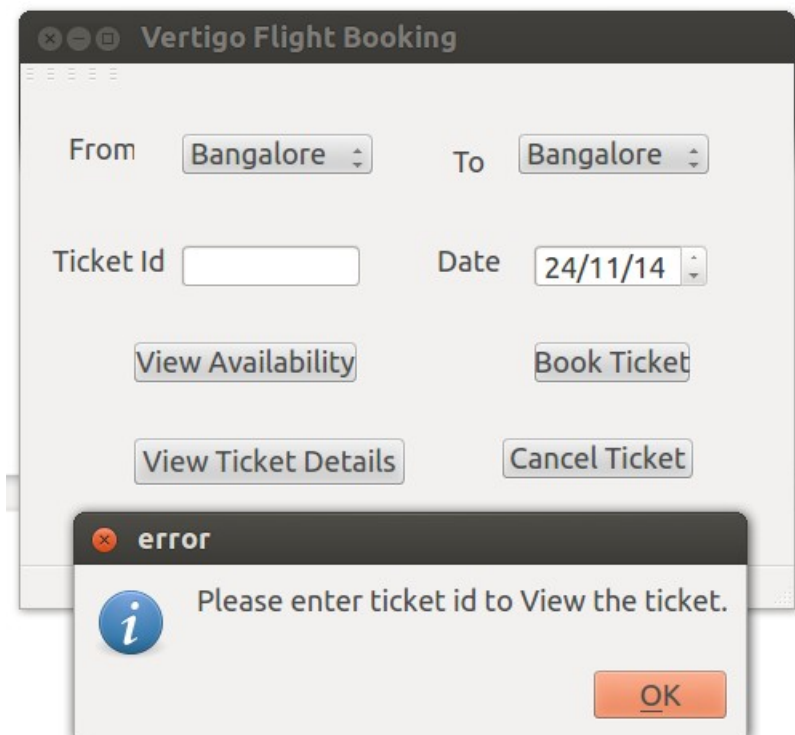 Vertigo Flight Booking
From Bangalore To Bangalore
Ticket Id Date 24/11/14
View Availability Book Ticket
View Ticket Details Cancel Ticket
error
Please enter ticket id to View the ticket.
OK